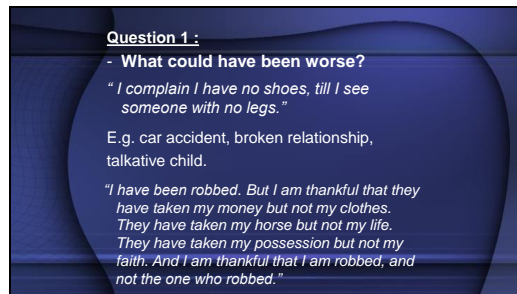 Question 1 :
- What could have been worse?
“ I complain I have no shoes, till I see
someone with no legs.”
E.g. car accident, broken relationship,
talkative child.
“I have been robbed. But I am thankful that they
have taken my money but not my clothes.
They have taken my horse but not my life.
They have taken my possession but not my
faith. And I am thankful that I am robbed, and
not the one who robbed.”